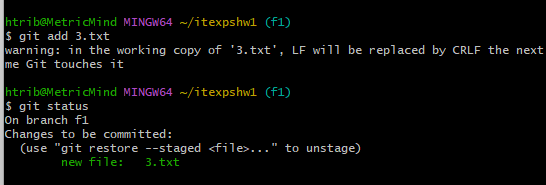 htrib@MetricMind MINGW64 ~/itexpshw1 (f1)
$ git add 3.txt
warning: in the working copy of '3.txt', LF will be replaced by CRLF the next
me Git touches it
htrib@MetricMind MINGW64 ~/itexpshw1 (f1)
$ git status
On branch f1
Changes to be committed:
  (use "git restore --staged <file>..." to unstage)
        new file:   3.txt